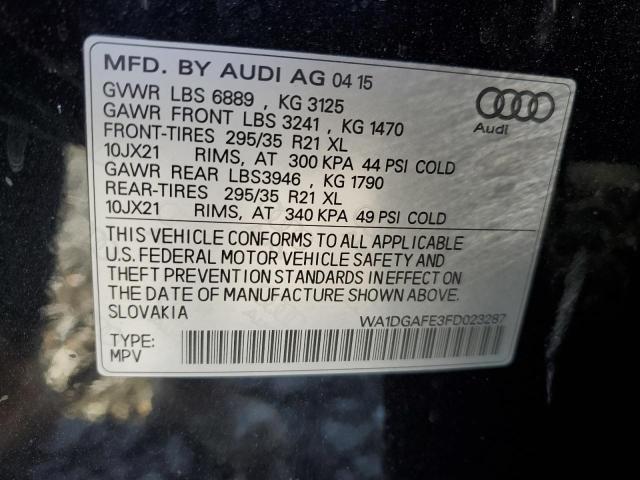 MFD. BY AUDI AG 04 15
GVWR LBS 6889 , KG 3125
GAWR FRONT LBS 3241 , KG 1470
FRONT-TIRES 295/35 R21 XL
10JX21 RIMS, AT 300 KPA 44 PSI COLD
GAWR REAR LBS3946 , KG 1790
REAR-TIRES 295/35 R21 XL
10JX21 RIMS, AT 340 KPA 49 PSI COLD
Audi
THIS VEHICLE CONFORMS TO ALL APPLICABLE
U.S. FEDERAL MOTOR VEHICLE SAFETY AND
THEFT PREVENTION STANDARDS IN EFFECT ON
THE DATE OF MANUFACTURE SHOWN ABOVE.
SLOVAKIA
WA1DGAFE3FD023287
TYPE:
MPV